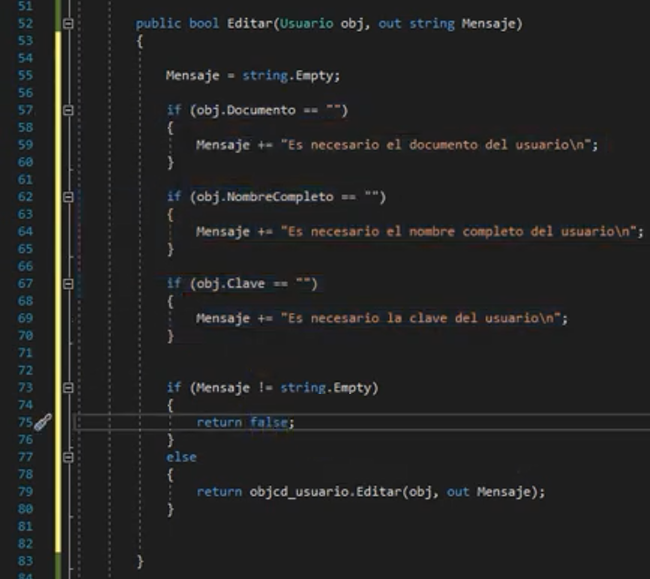 51
52 public bool Editar(Usuario obj, out string Mensaje)
53 {
54
55 Mensaje = string.Empty;
56
57 if (obj.Documento == "")
58 {
59 Mensaje += "Es necesario el documento del usuario\n";
60 }
61
62 if (obj.NombreCompleto == "")
63 {
64 Mensaje += "Es necesario el nombre completo del usuario\n";
65 }
66
67 if (obj.Clave == "")
68 {
69 Mensaje += "Es necesario la clave del usuario\n";
70 }
71
72
73 if (Mensaje != string.Empty)
74 {
75 return false;
76 }
77 else
78 {
79 return objcd_usuario.Editar(obj, out Mensaje);
80 }
81
82
83 }
84